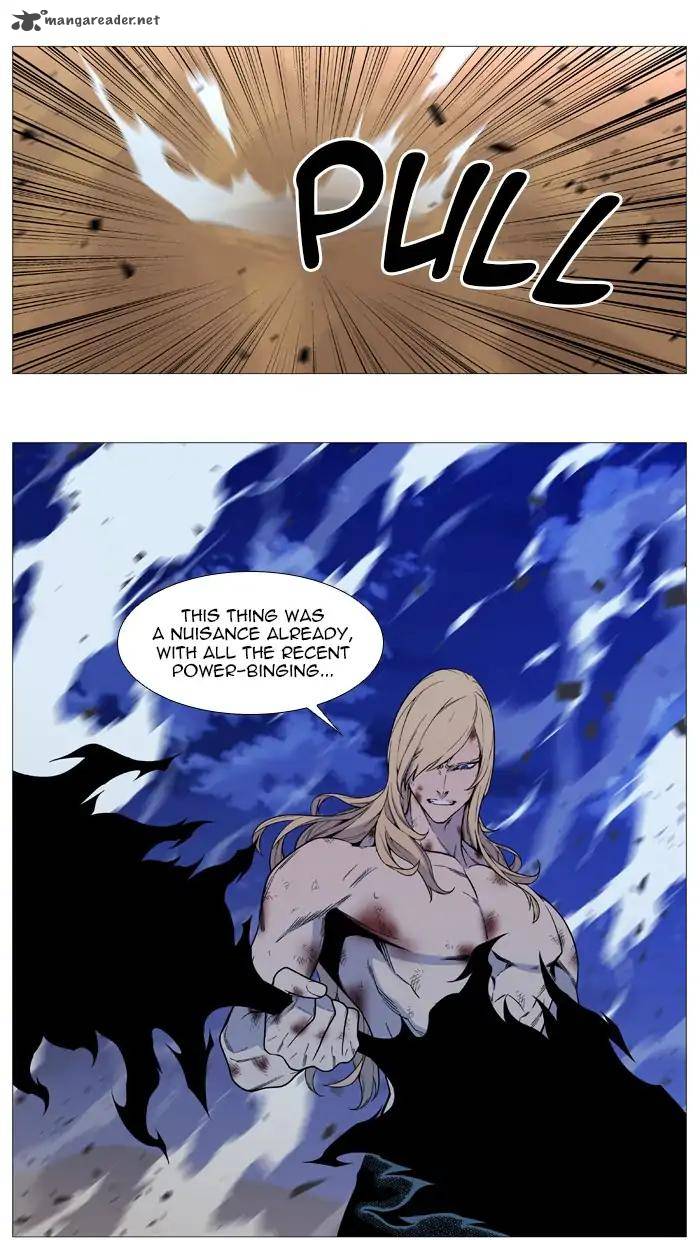 mangareader.net
PULL
THIS THING WAS
A NUISANCE ALREADY,
WITH ALL THE RECENT
POWER-BINGING...